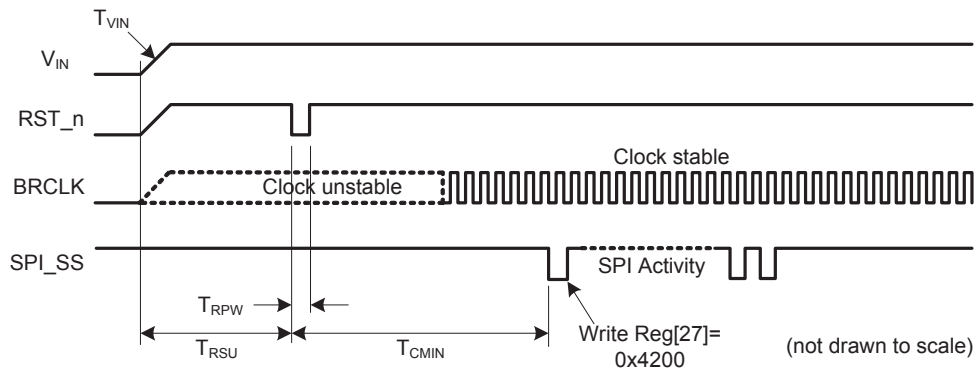 TVIN
VIN
RST_n
Clock stable
BRCLK
Clock unstable
SPI_SS
SPI Activity
TRPW
TRSU
TCMIN
Write Reg[27]=
0x4200
(not drawn to scale)